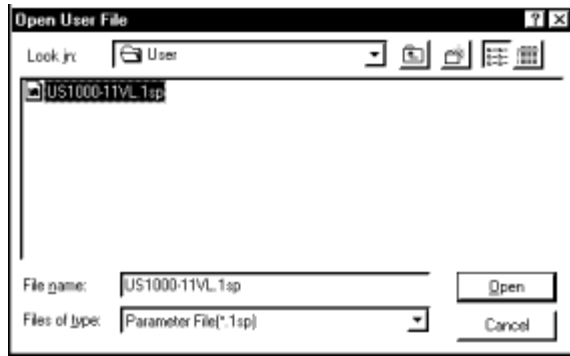 Open User File
Look in: User
US1000-11VL.1sp
File name: US1000-11VL.1sp Open
Files of type: Parameter File(*.1sp) Cancel